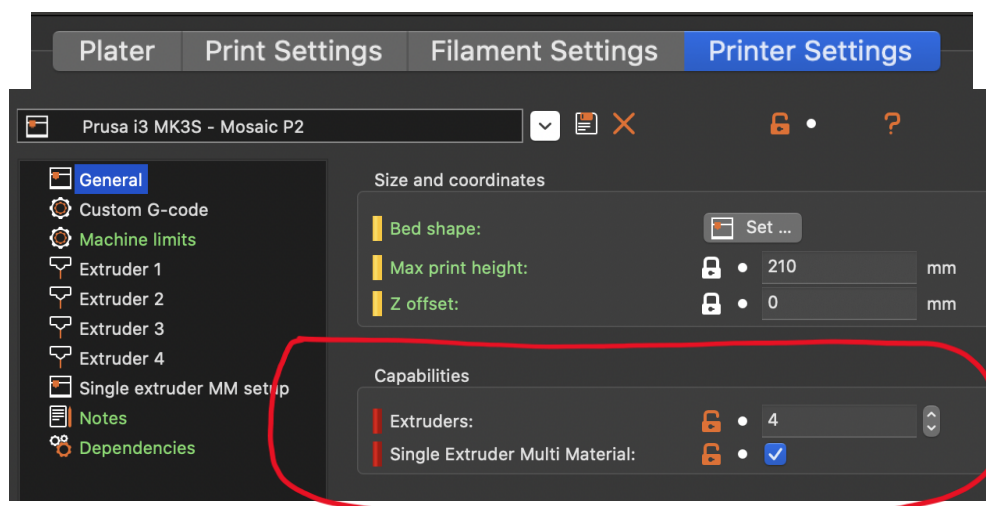 Plater Print Settings Filament Settings Printer Settings
Prusa i3 MK3S - Mosaic P2 ?
General
Custom G-code
Machine limits
Extruder 1
Extruder 2
Extruder 3
Extruder 4
Single extruder MM setup
Notes
Dependencies
Size and coordinates
Bed shape: Set ...
Max print height: 210 mm
Z offset: 0 mm
Capabilities
Extruders: 4
Single Extruder Multi Material: